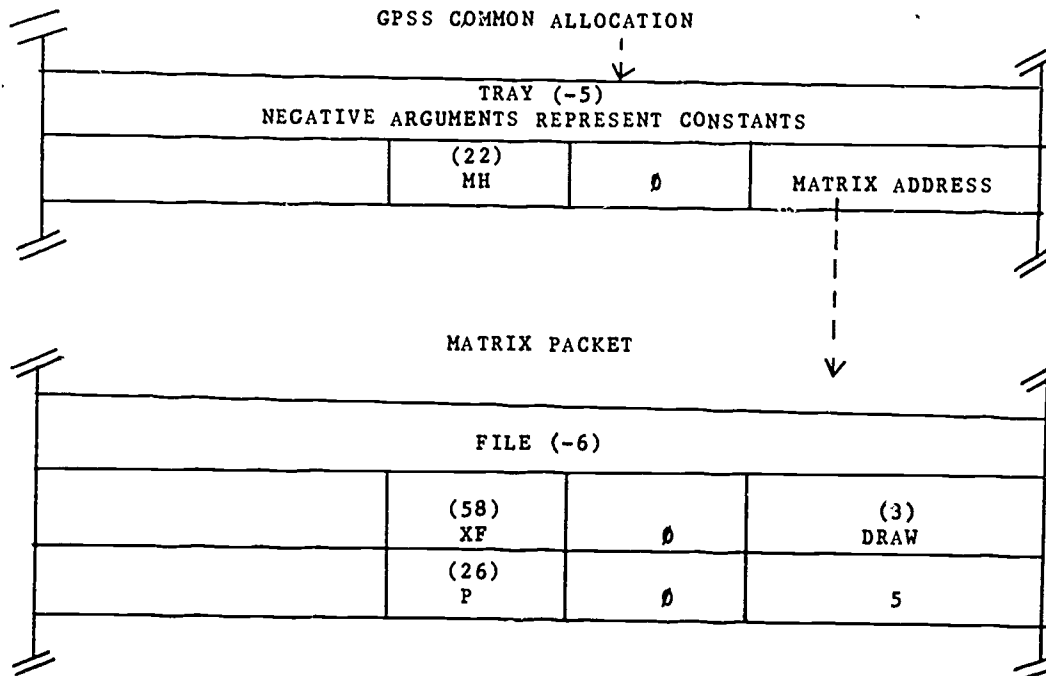 GPSS COMMON ALLOCATION
TRAY (-5)
NEGATIVE ARGUMENTS REPRESENT CONSTANTS
(22)
MH Ø MATRIX ADDRESS
MATRIX PACKET
FILE (-6)
(58) (3)
XF Ø DRAW
(26)
P Ø 5